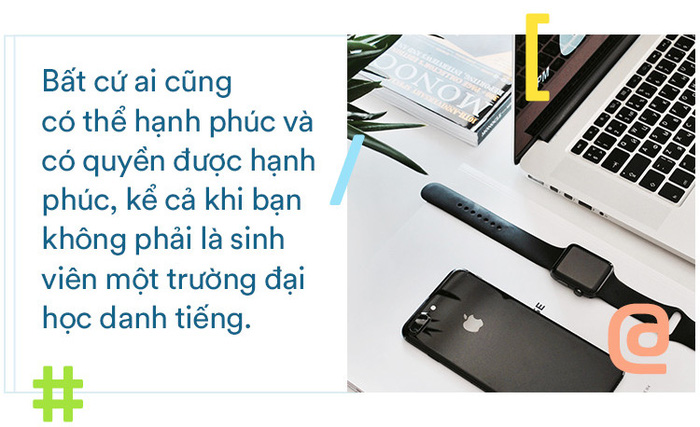 Bất cứ ai cũng
có thể hạnh phúc và
có quyền được hạnh
phúc, kể cả khi bạn
không phải là sinh
viên một trường đại
học danh tiếng.
#
/
[
@
MONOC